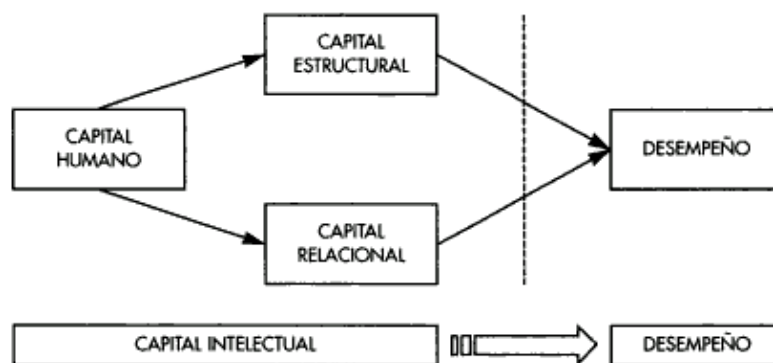 CAPITAL
ESTRUCTURAL
CAPITAL
HUMANO
DESEMPEÑO
CAPITAL
RELACIONAL
CAPITAL INTELECTUAL
DESEMPEÑO